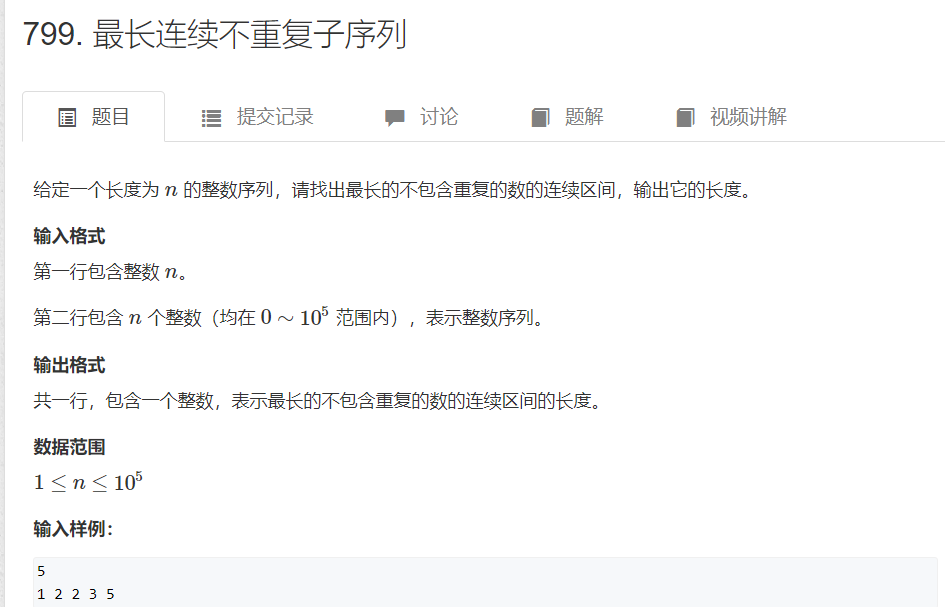 799. 最长连续不重复子序列
题目 提交记录 讨论 题解 视频讲解
给定一个长度为 n 的整数序列，请找出最长的不包含重复的数的连续区间，输出它的长度。
输入格式
第一行包含整数 n。
第二行包含 n 个整数（均在 0 ∼ 10⁵ 范围内），表示整数序列。
输出格式
共一行，包含一个整数，表示最长的不包含重复的数的连续区间的长度。
数据范围
1 ≤ n ≤ 10⁵
输入样例：
5
1 2 2 3 5